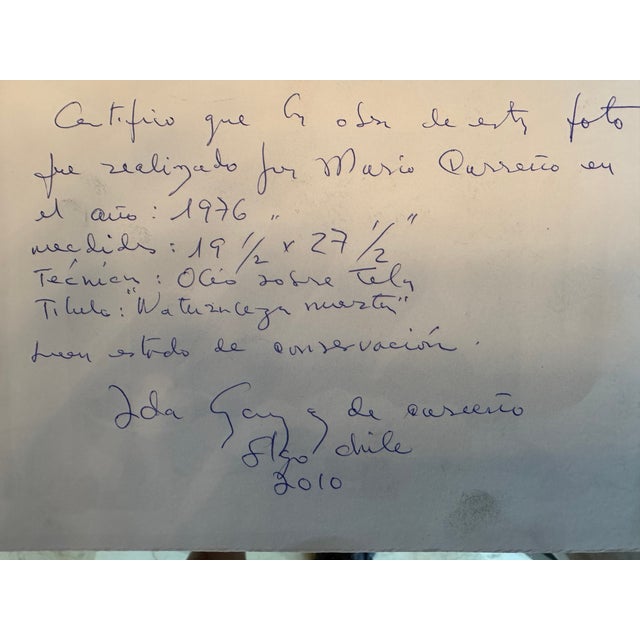 Certifico que la obra de esta foto
fue realizado por Mario Carreño en
el año: 1976
medidas: 19 1/2" x 27 1/2"
Técnica: Oleo sobre tela
Titulo: "Naturaleza muerta"
buen estado de conservación.
Ida González de Carreño
Stgo Chile
2010